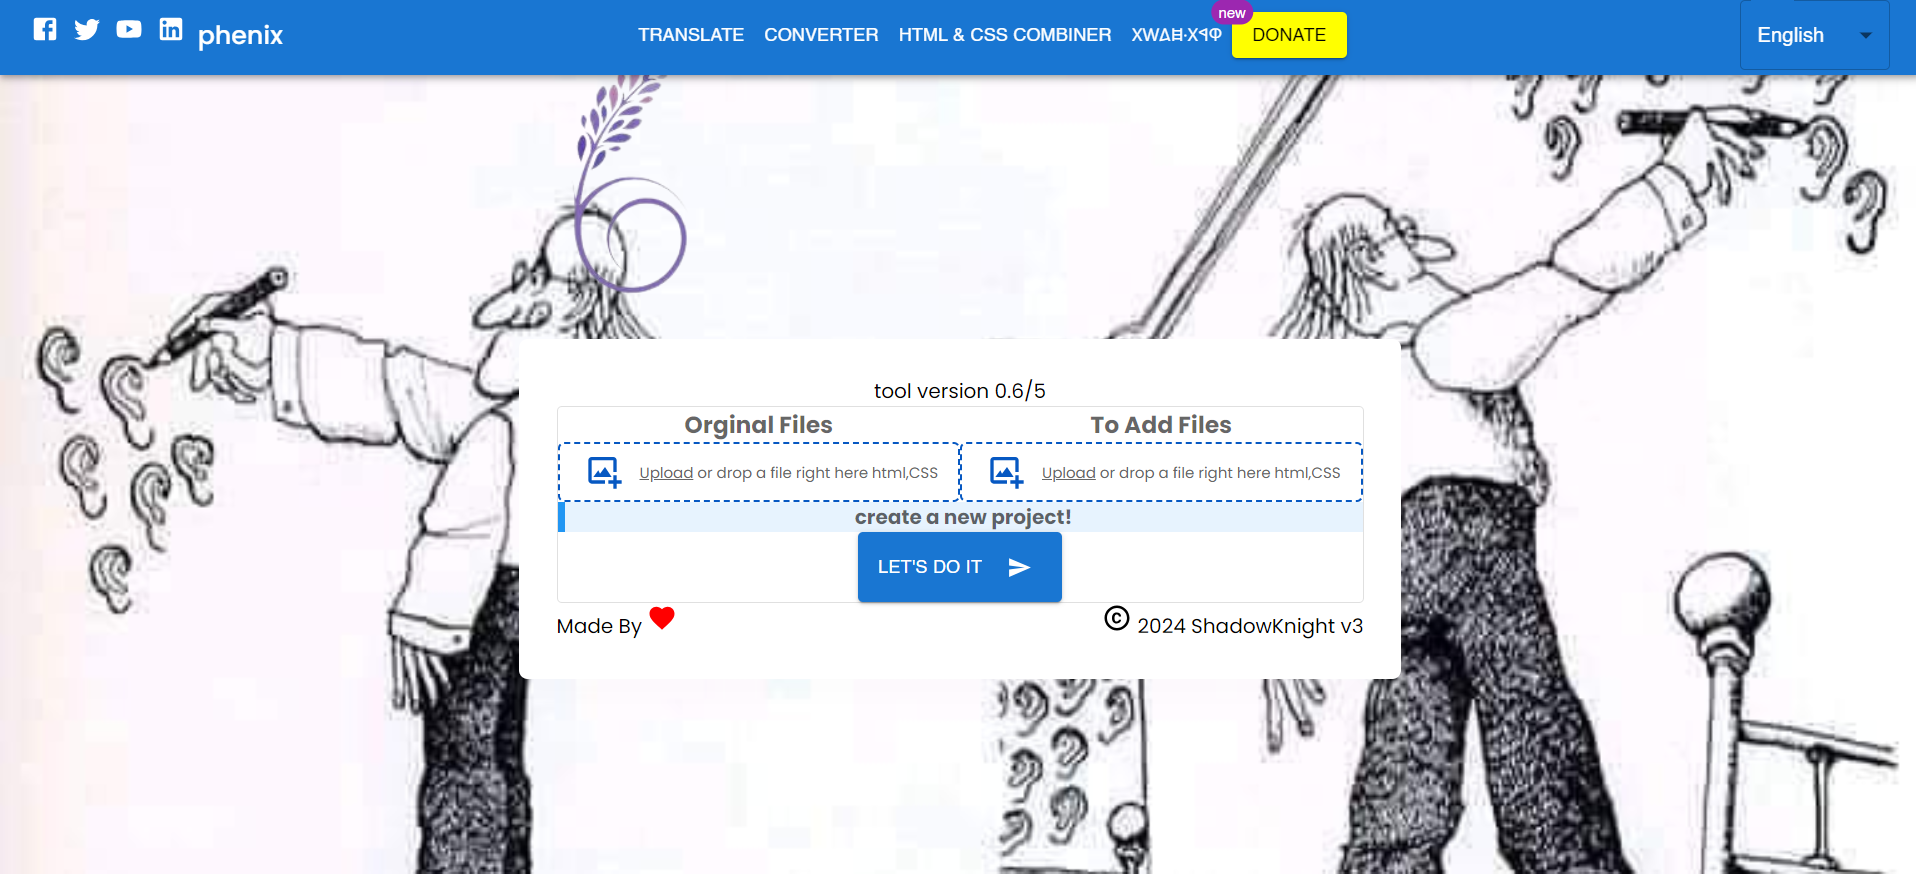 phenix
TRANSLATE CONVERTER HTML & CSS COMBINER
new
DONATE
English
tool version 0.6/5
Orginal Files
To Add Files
Upload or drop a file right here html,CSS
Upload or drop a file right here html,CSS
create a new project!
LET'S DO IT
Made By
© 2024 ShadowKnight v3